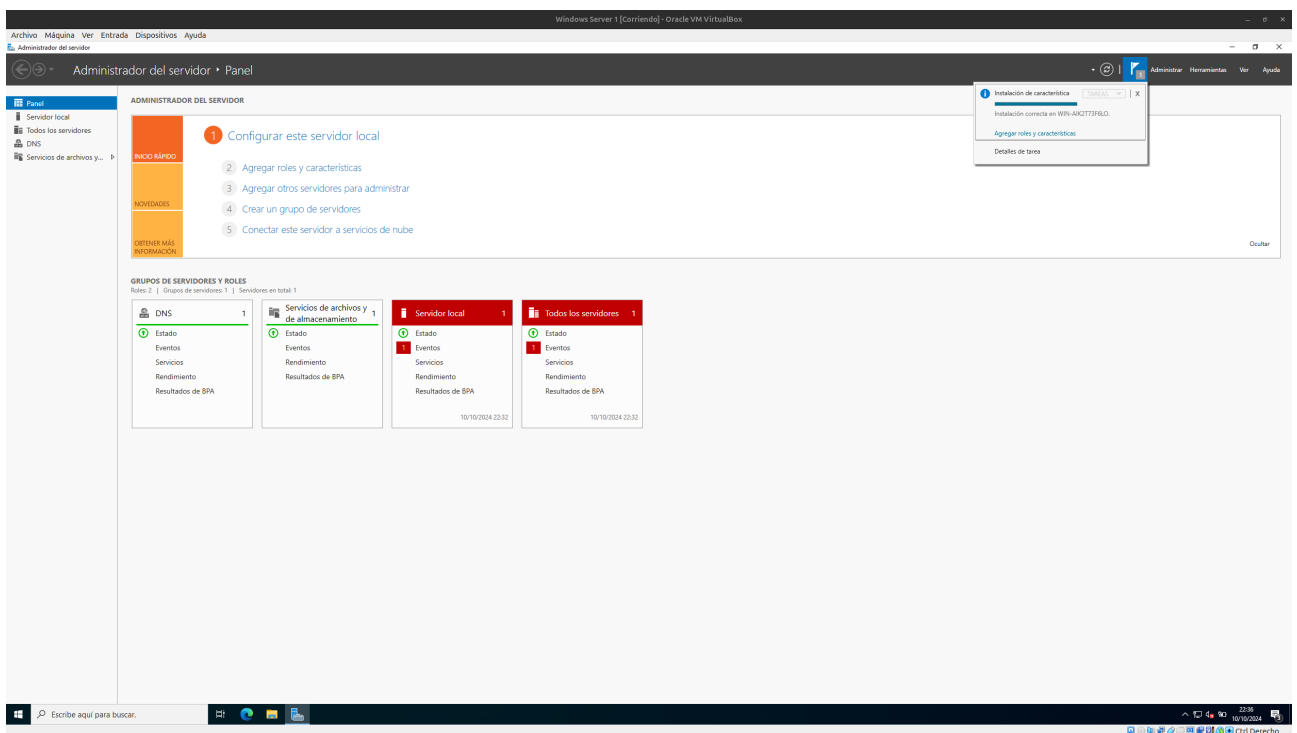 Windows Server 1 [Corriendo] - Oracle VM VirtualBox
Archivo Máquina Ver Entrada Dispositivos Ayuda
Administrador del servidor
Administrador del servidor • Panel
Administrar Herramientas Ver Ayuda
Panel
Servidor local
Todos los servidores
DNS
Servicios de archivos y...
ADMINISTRADOR DEL SERVIDOR
INICIO RÁPIDO
NOVEDADES
OBTENER MÁS
INFORMACIÓN
1 Configurar este servidor local
2 Agregar roles y características
3 Agregar otros servidores para administrar
4 Crear un grupo de servidores
5 Conectar este servidor a servicios de nube
Ocultar
1
Instalación de característica TAREAS X
Instalación correcta en WIN-AIK2T73F6LO.
Agregar roles y características
Detalles de tarea
GRUPOS DE SERVIDORES Y ROLES
Roles: 2 | Grupos de servidores: 1 | Servidores en total: 1
DNS 1
Estado
Eventos
Servicios
Rendimiento
Resultados de BPA
Servicios de archivos y
de almacenamiento 1
Estado
Eventos
Rendimiento
Resultados de BPA
Servidor local 1
Estado
1 Eventos
Servicios
Rendimiento
Resultados de BPA
10/10/2024 22:32
Todos los servidores 1
Estado
1 Eventos
Servicios
Rendimiento
Resultados de BPA
10/10/2024 22:32
Escribe aquí para buscar.
22:36
10/10/2024
Ctrl Derecho